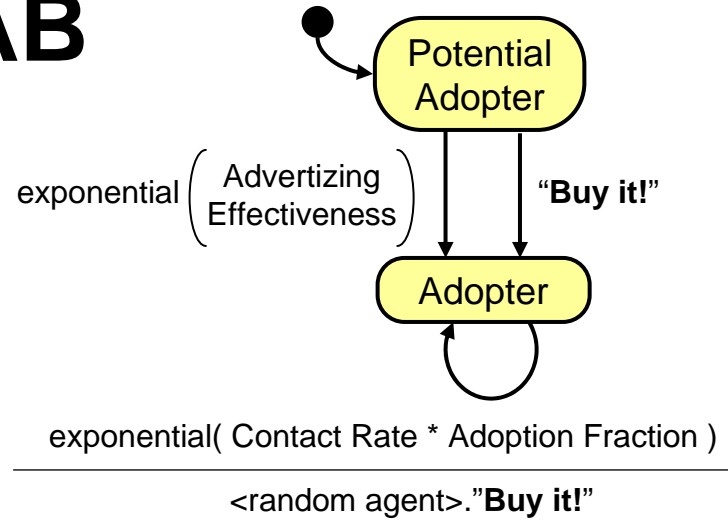 AB
Potential
Adopter
exponential ( Advertizing
Effectiveness )
“Buy it!”
Adopter
exponential( Contact Rate * Adoption Fraction )
<random agent>.”Buy it!”